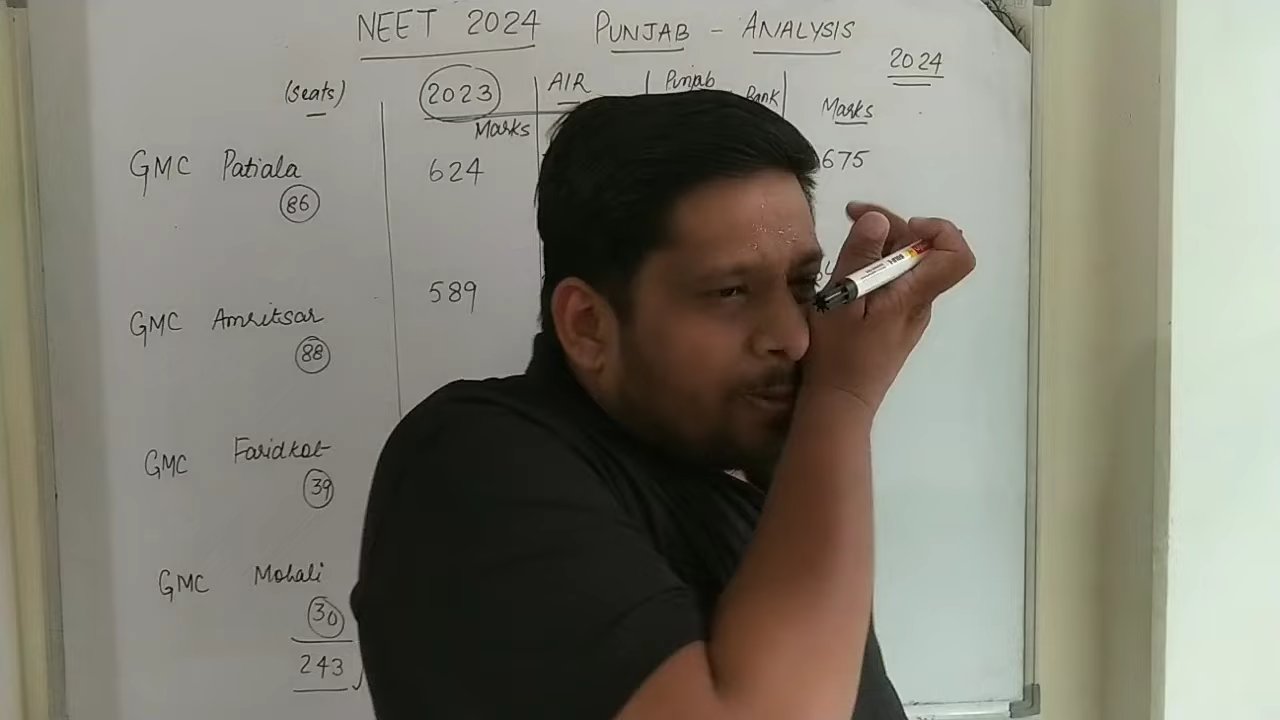 NEET 2024 PUNJAB - ANALYSIS
2024
(seats) 2023 AIR Punjab Rank Marks
Marks
GMC Patiala 624 675
86
GMC Amritsar 589
88
GMC Faridkot
39
GMC Mohali
30
243